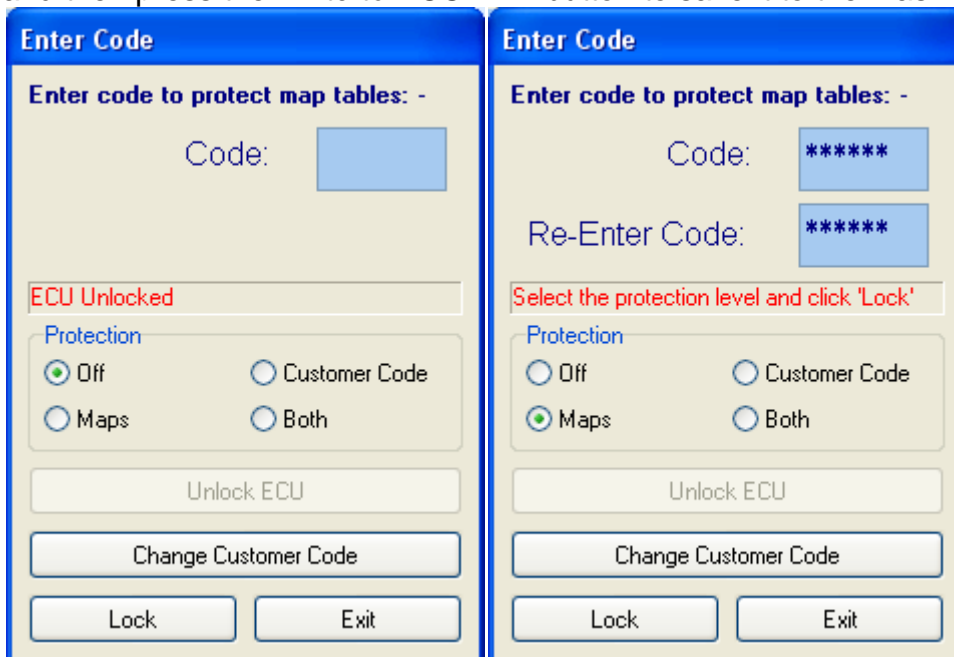 Enter Code
Enter code to protect map tables: -
Code:
ECU Unlocked
Protection
Off Customer Code
Maps Both
Unlock ECU
Change Customer Code
Lock Exit
Enter Code
Enter code to protect map tables: -
Code: ******
Re-Enter Code: ******
Select the protection level and click 'Lock'
Protection
Off Customer Code
Maps Both
Unlock ECU
Change Customer Code
Lock Exit